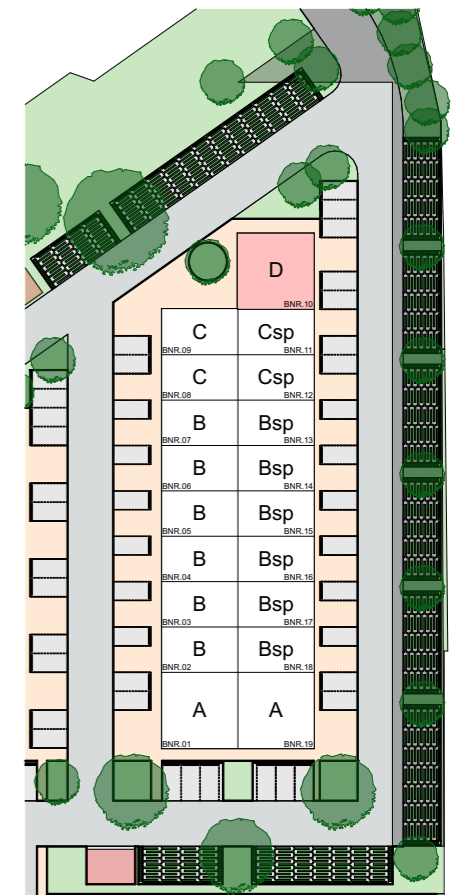 D
BNR.10
C Csp
BNR.09 BNR.11
C Csp
BNR.08 BNR.12
B Bsp
BNR.07 BNR.13
B Bsp
BNR.06 BNR.14
B Bsp
BNR.05 BNR.15
B Bsp
BNR.04 BNR.16
B Bsp
BNR.03 BNR.17
B Bsp
BNR.02 BNR.18
A A
BNR.01 BNR.19